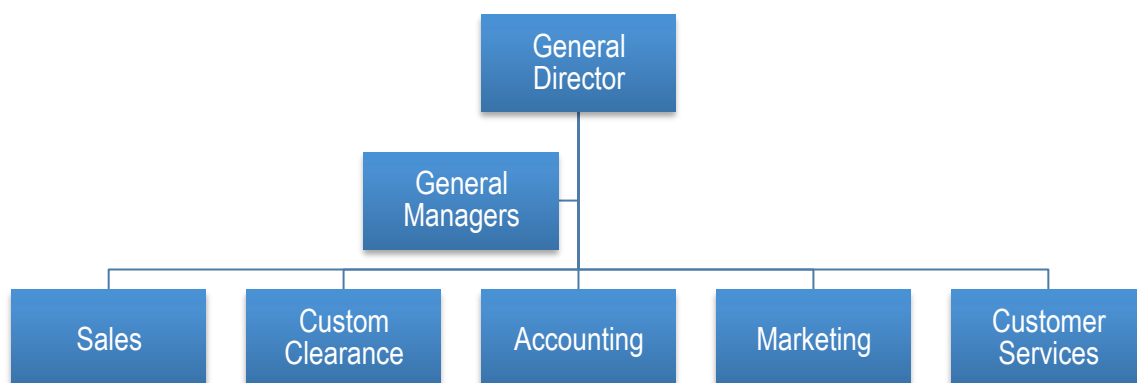 General
Director
General
Managers
Sales
Custom
Clearance
Accounting
Marketing
Customer
Services